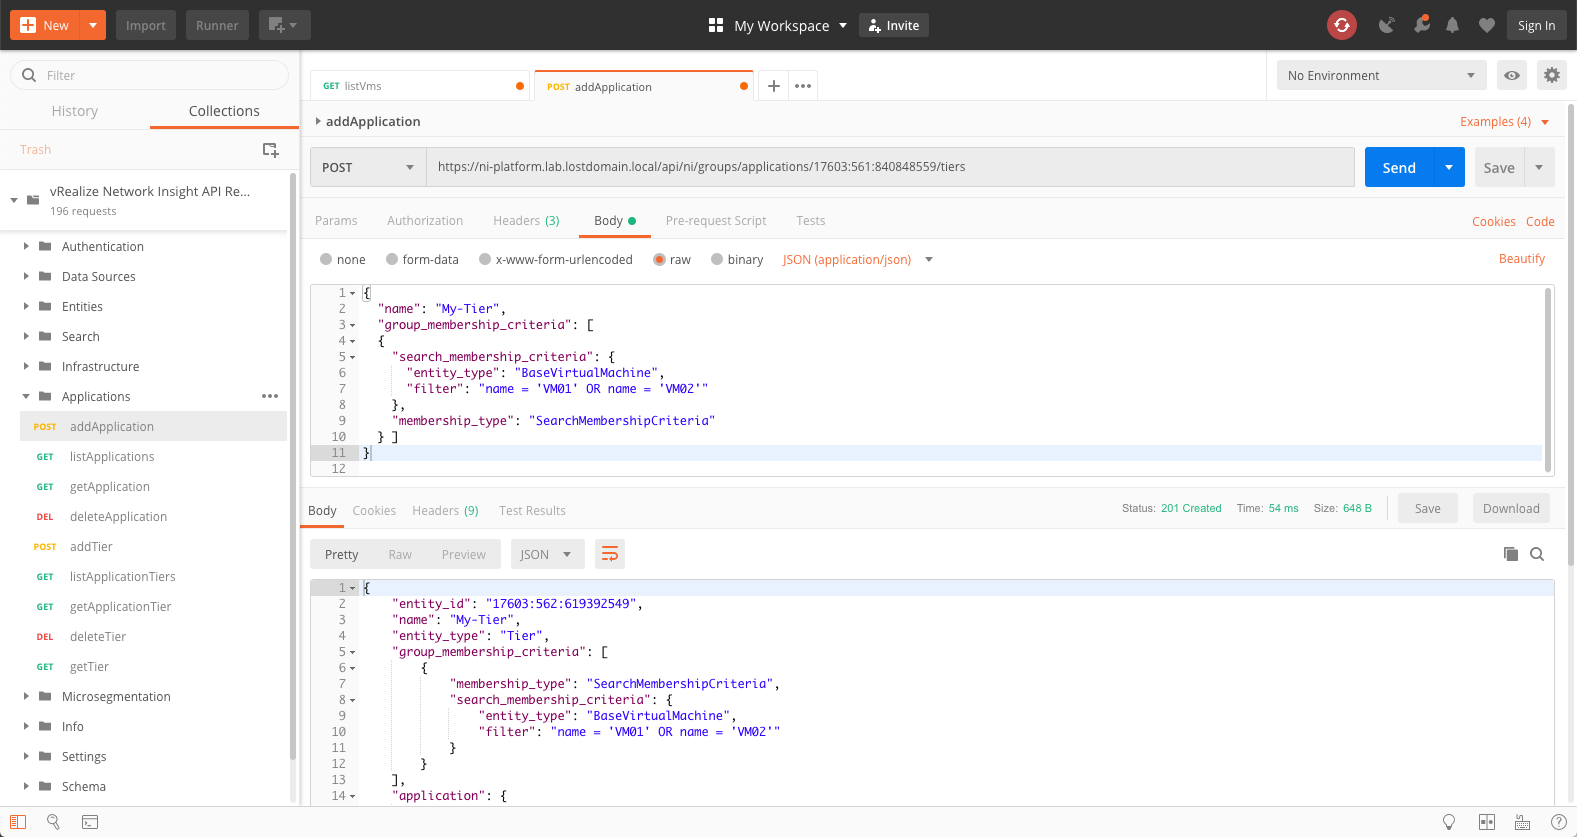 New
Import
Runner
My Workspace
Invite
Sign In
Filter
History
Collections
Trash
vRealize Network Insight API Re...
196 requests
Authentication
Data Sources
Entities
Search
Infrastructure
Applications
POST addApplication
GET listApplications
GET getApplication
DEL deleteApplication
POST addTier
GET listApplicationTiers
GET getApplicationTier
DEL deleteTier
GET getTier
Microsegmentation
Info
Settings
Schema
GET listVms
POST addApplication
No Environment
addApplication
Examples (4)
POST
https://ni-platform.lab.lostdomain.local/api/ni/groups/applications/17603:561:840848559/tiers
Send
Save
Params Authorization Headers (3) Body Pre-request Script Tests
Cookies Code
none form-data x-www-form-urlencoded raw binary JSON (application/json)
Beautify
1 {
2 "name": "My-Tier",
3 "group_membership_criteria": [
4 {
5 "search_membership_criteria": {
6 "entity_type": "BaseVirtualMachine",
7 "filter": "name = 'VM01' OR name = 'VM02'"
8 },
9 "membership_type": "SearchMembershipCriteria"
10 } ]
11 }
12
Body Cookies Headers (9) Test Results
Status: 201 Created Time: 54 ms Size: 648 B
Save
Download
Pretty Raw Preview JSON
1 {
2 "entity_id": "17603:562:619392549",
3 "name": "My-Tier",
4 "entity_type": "Tier",
5 "group_membership_criteria": [
6 {
7 "membership_type": "SearchMembershipCriteria",
8 "search_membership_criteria": {
9 "entity_type": "BaseVirtualMachine",
10 "filter": "name = 'VM01' OR name = 'VM02'"
11 }
12 }
13 ],
14 "application": {